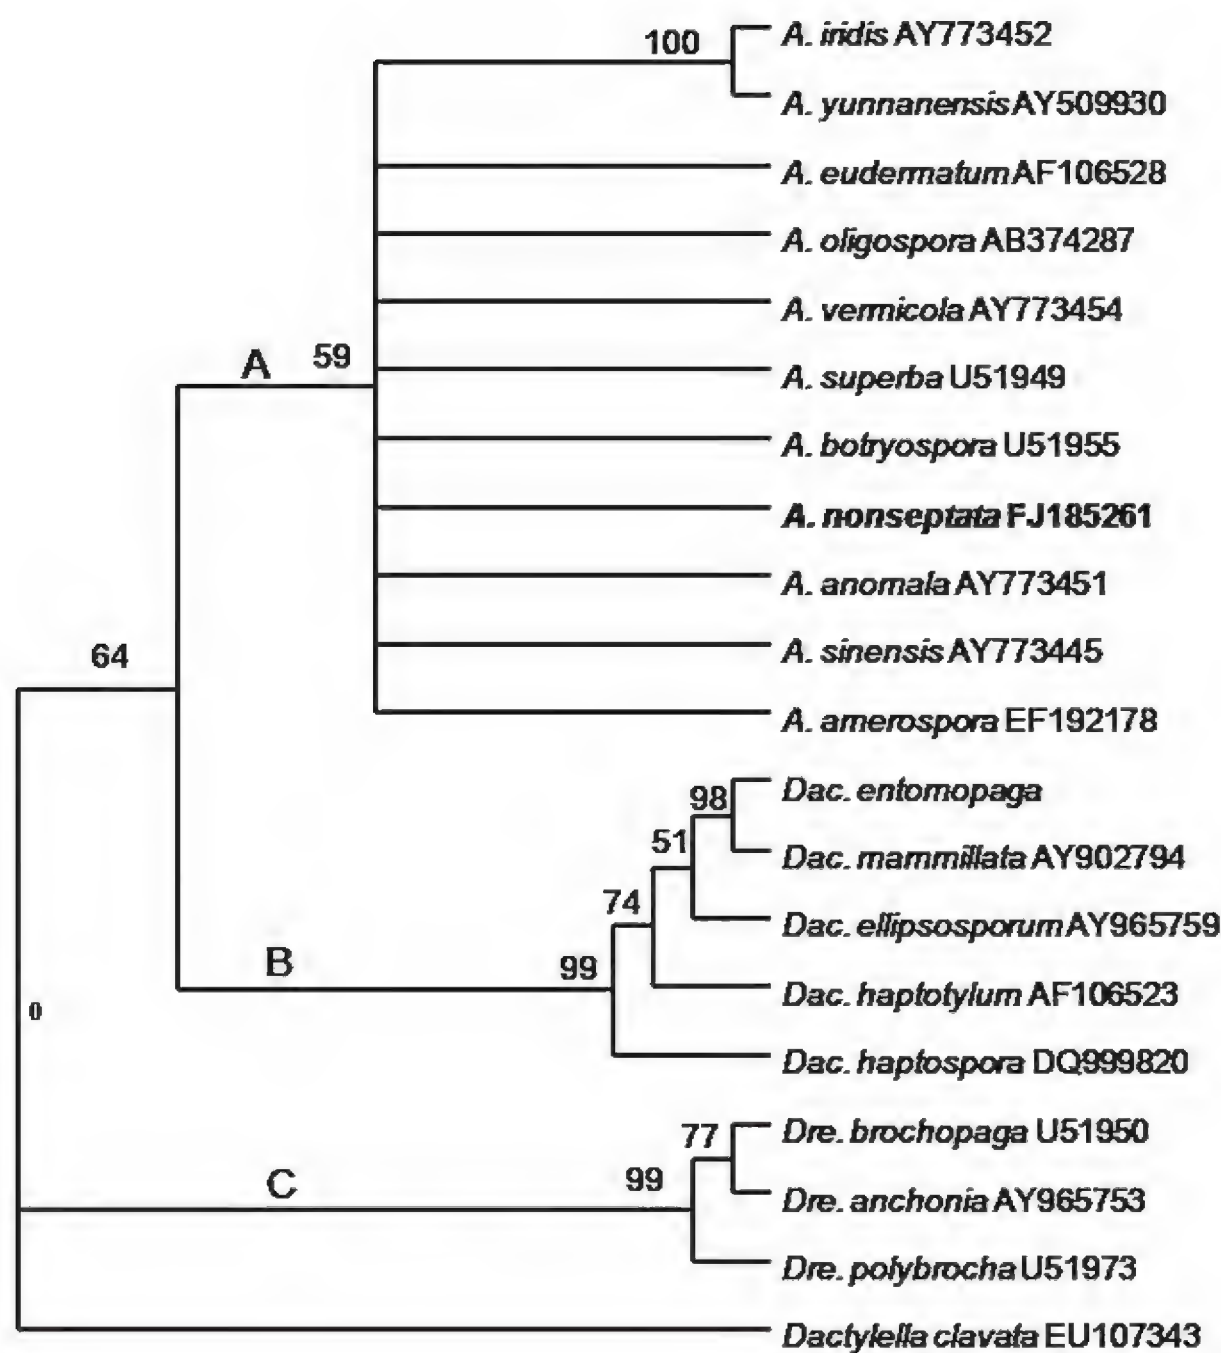 100
A. iridis AY773452
A. yunnanensis AY509930
A. eudermatum AF106528
A. oligospora AB374287
A. vermicola AY773454
A
59
A. superba U51949
A. botryospora U51955
A. nonseptata FJ185261
A. anomala AY773451
64
A. sinensis AY773445
A. amerospora EF192178
98
Dac. entomopaga
51
Dac. mammillata AY902794
74
Dac. ellipsosporum AY965759
B
99
Dac. haptotylum AF106523
0
Dac. haptospora DQ999820
77
Dre. brochopaga U51950
C
99
Dre. anchonia AY965753
Dre. polybrocha U51973
Dactylella clavata EU107343